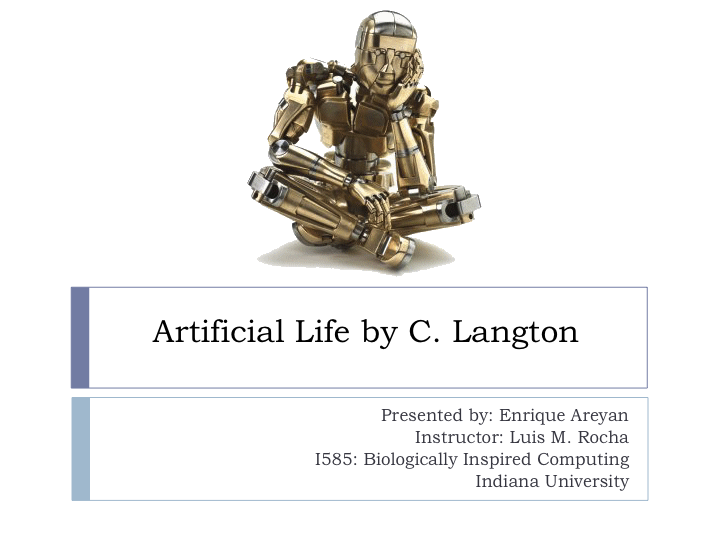 Artificial Life by C. Langton
Presented by: Enrique Areyan
Instructor: Luis M. Rocha
I585: Biologically Inspired Computing
Indiana University